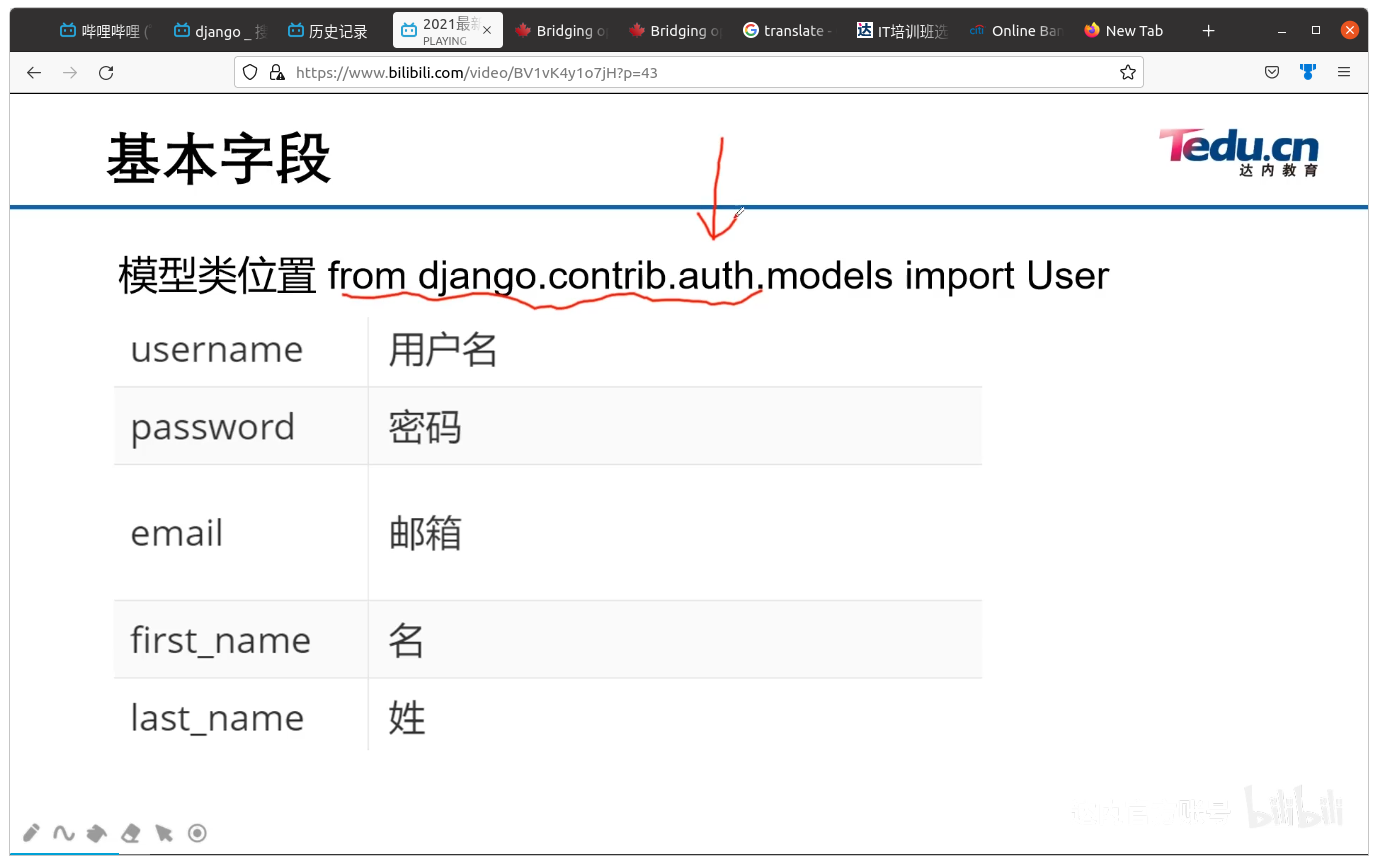 哔哩哔哩 (
django _ 搜
历史记录
2021最新
PLAYING
Bridging o
Bridging o
translate -
IT培训班选
citi
Online Ban
New Tab
https://www.bilibili.com/video/BV1vK4y1o7jH?p=43
基本字段
Tedu.cn
达内教育
模型类位置 from django.contrib.auth.models import User
username 用户名
password 密码
email 邮箱
first_name 名
last_name 姓
bilibili